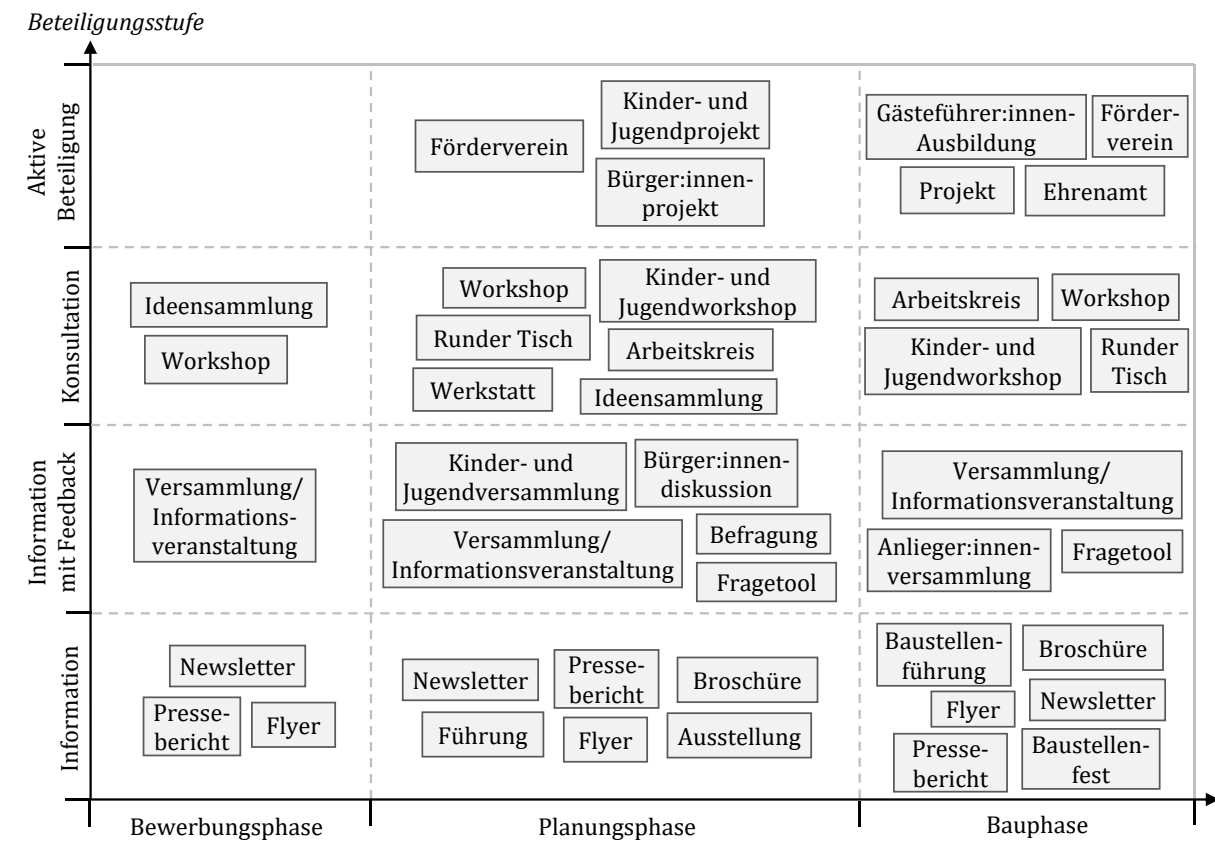 Beteiligungsstufe
Aktive
Beteiligung
Förderverein
Kinder- und
Jugendprojekt
Bürger:innen-
projekt
Gästeführer:innen-
Ausbildung
Förder-
verein
Projekt
Ehrenamt
Konsultation
Ideensammlung
Workshop
Workshop
Kinder- und
Jugendworkshop
Runder Tisch
Arbeitskreis
Werkstatt
Ideensammlung
Arbeitskreis
Workshop
Kinder- und
Jugendworkshop
Runder
Tisch
Information
mit Feedback
Versammlung/
Informations-
veranstaltung
Kinder- und
Jugendversammlung
Bürger:innen-
diskussion
Versammlung/
Informationsveranstaltung
Befragung
Fragetool
Versammlung/
Informationsveranstaltung
Anlieger:innen-
versammlung
Fragetool
Information
Newsletter
Presse-
bericht
Flyer
Newsletter
Presse-
bericht
Broschüre
Führung
Flyer
Ausstellung
Baustellen-
führung
Broschüre
Flyer
Newsletter
Presse-
bericht
Baustellen-
fest
Bewerbungsphase
Planungsphase
Bauphase